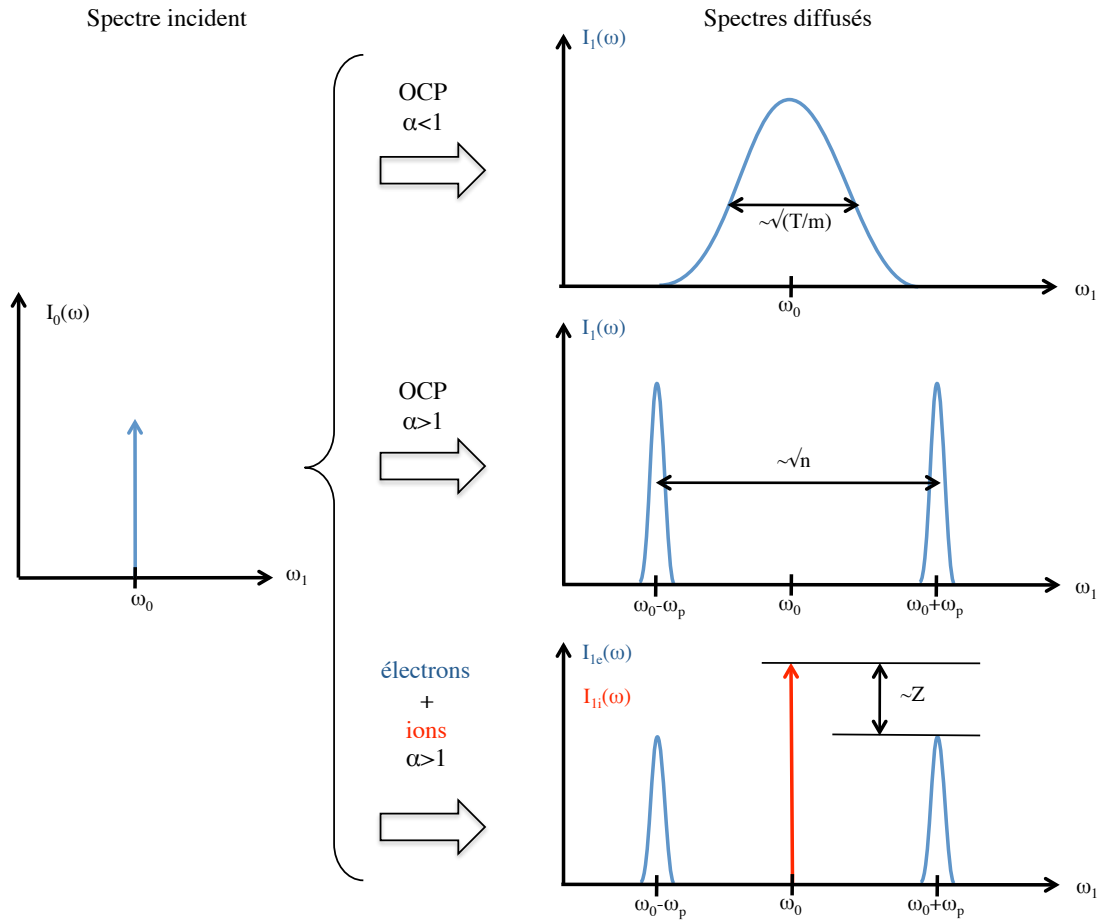 Spectre incident
Spectres diffusés
I₀(ω)
ω₀
ω₁
OCP
α<1
I₁(ω)
~√(T/m)
ω₀
ω₁
OCP
α>1
I₁(ω)
~√n
ω₀-ωₚ
ω₀
ω₀+ωₚ
ω₁
électrons
+
ions
α>1
I₁ₑ(ω)
I₁ᵢ(ω)
~Z
ω₀-ωₚ
ω₀
ω₀+ωₚ
ω₁